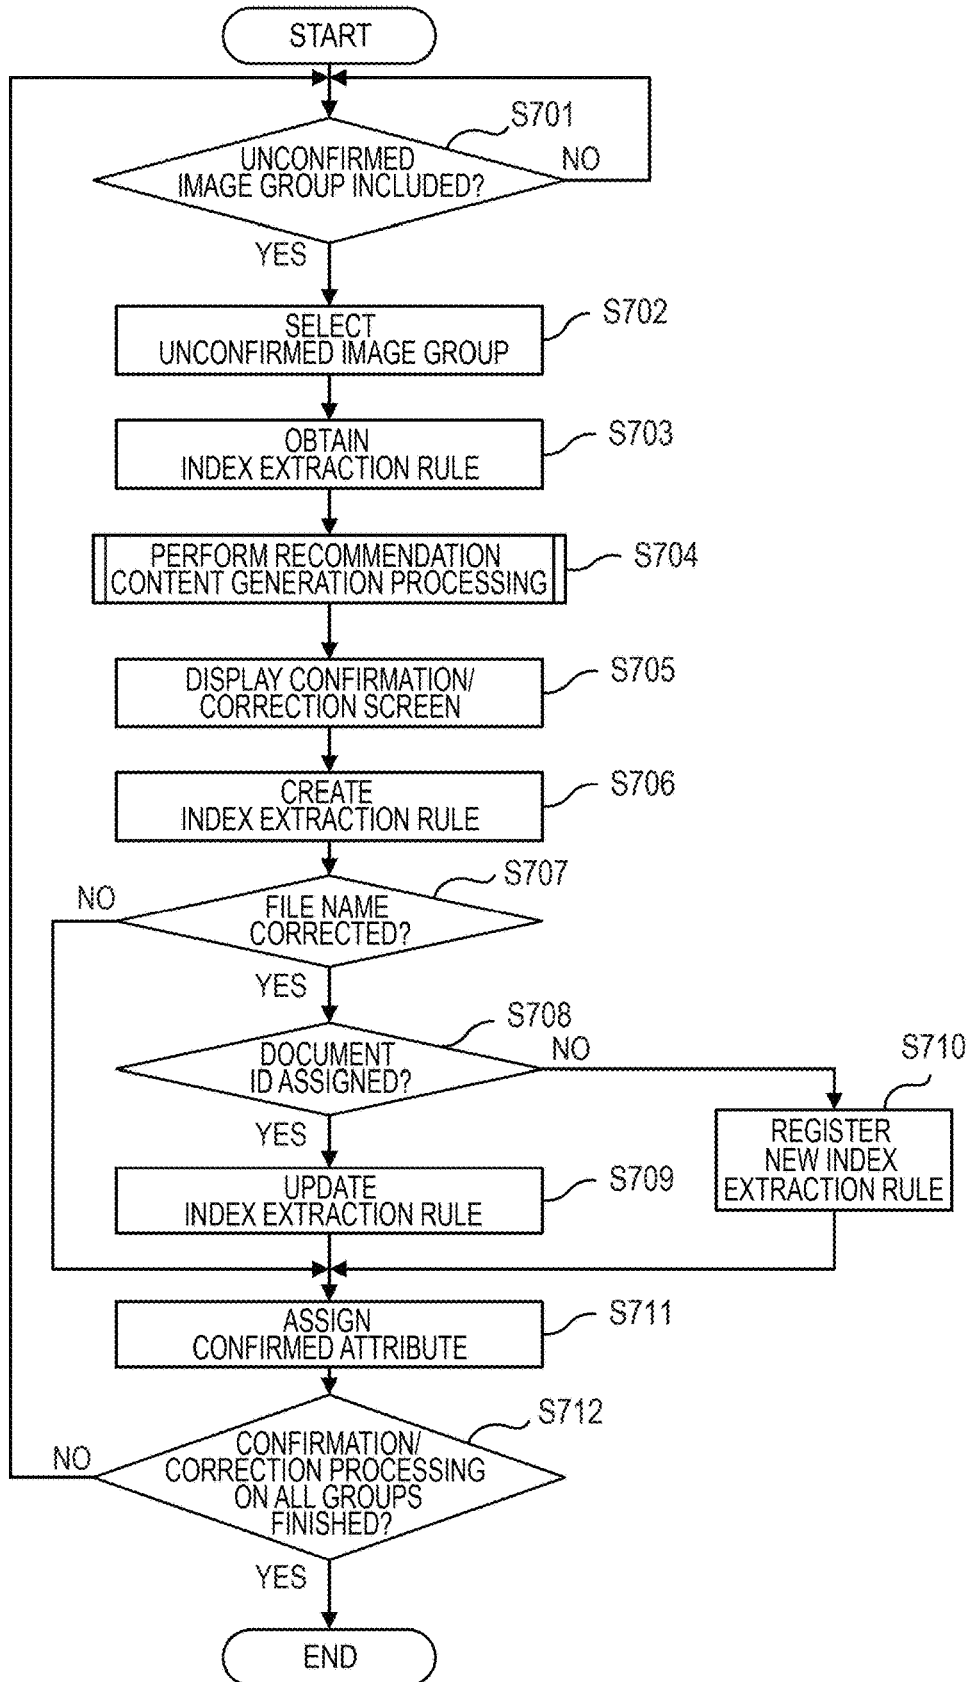 START
S701
UNCONFIRMED
IMAGE GROUP INCLUDED?
NO
YES
S702
SELECT
UNCONFIRMED IMAGE GROUP
S703
OBTAIN
INDEX EXTRACTION RULE
S704
PERFORM RECOMMENDATION
CONTENT GENERATION PROCESSING
S705
DISPLAY CONFIRMATION/
CORRECTION SCREEN
S706
CREATE
INDEX EXTRACTION RULE
S707
NO
FILE NAME
CORRECTED?
YES
S708
DOCUMENT
ID ASSIGNED?
NO
YES
S710
REGISTER
NEW INDEX
EXTRACTION RULE
S709
UPDATE
INDEX EXTRACTION RULE
S711
ASSIGN
CONFIRMED ATTRIBUTE
S712
NO
CONFIRMATION/
CORRECTION PROCESSING
ON ALL GROUPS
FINISHED?
YES
END